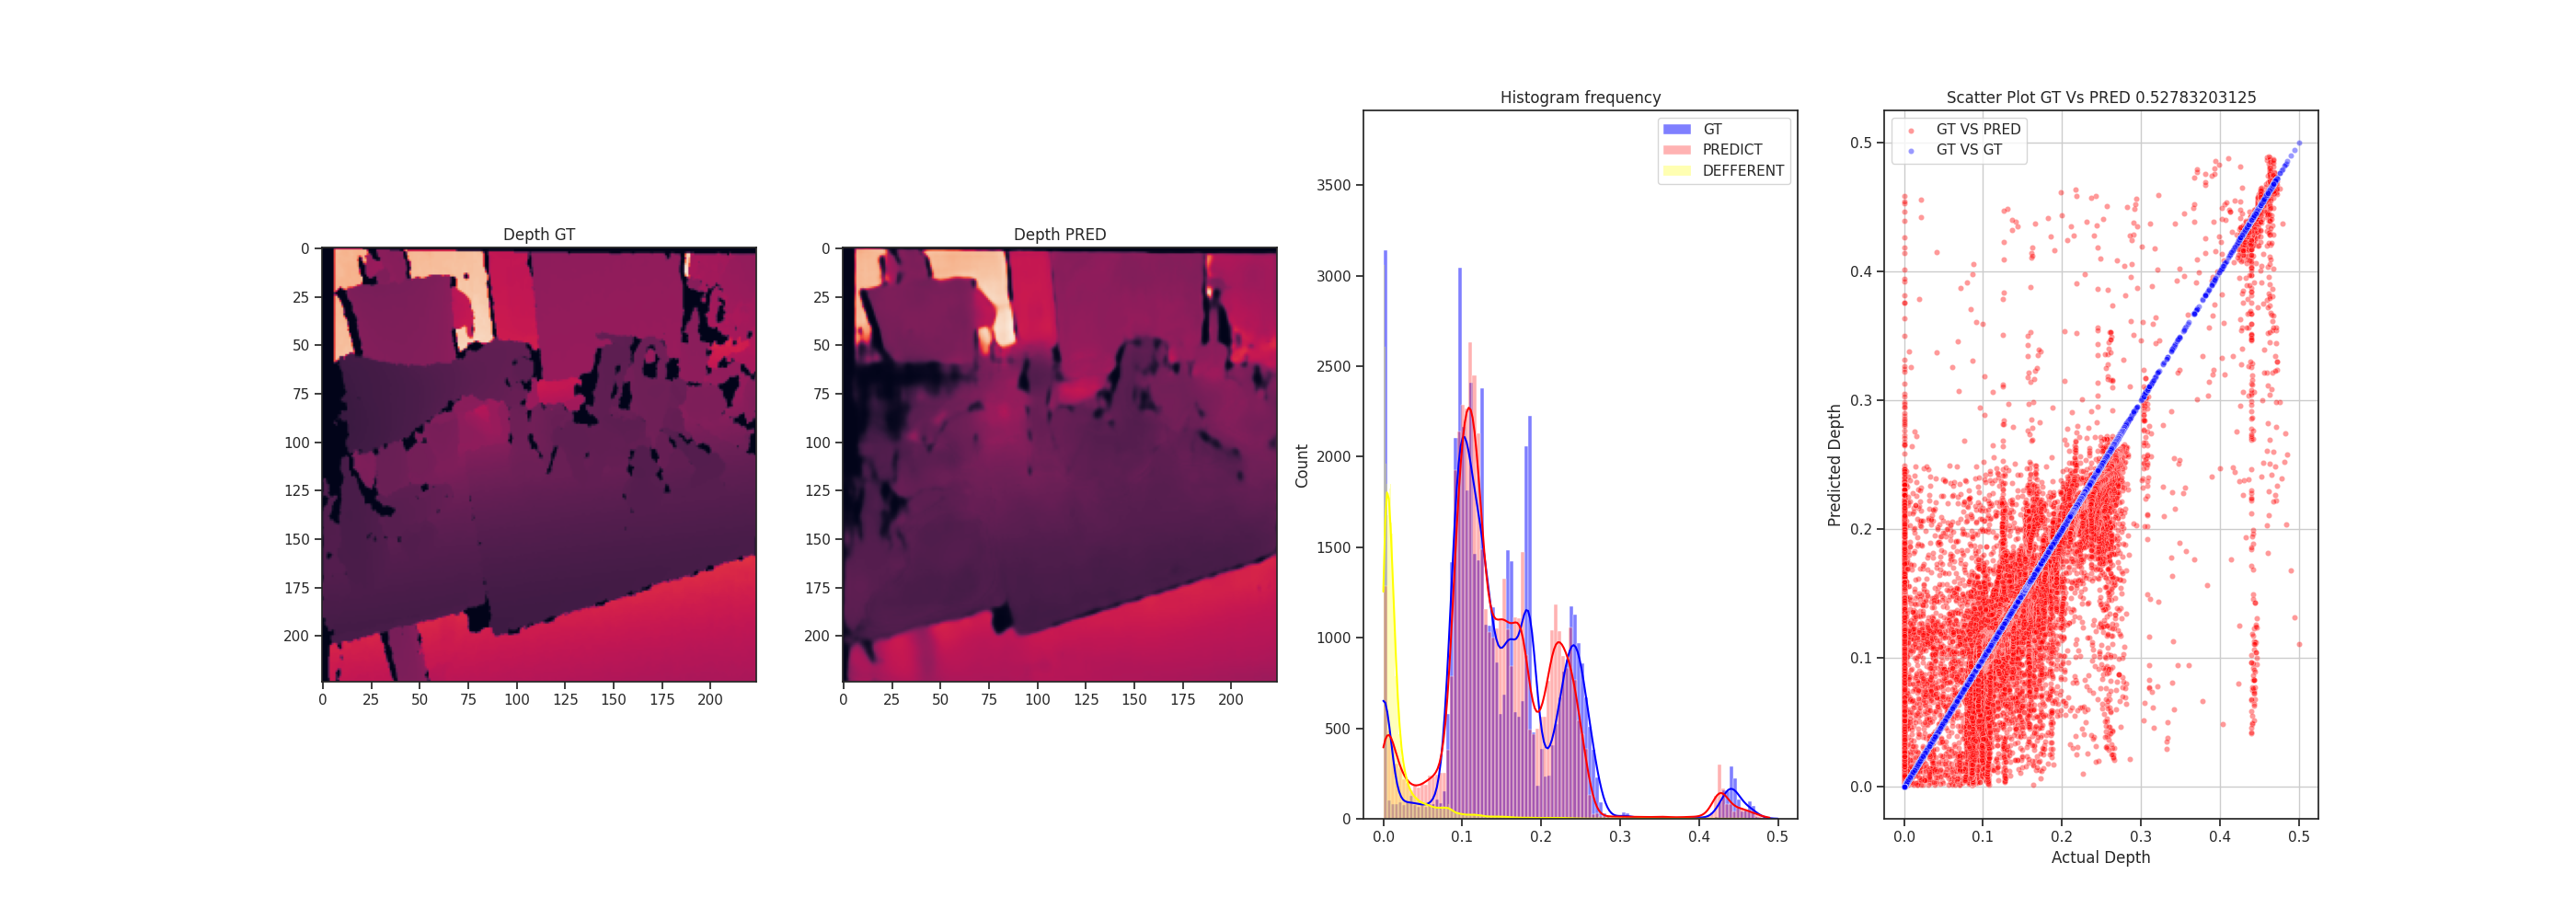 Depth GT
0
25
50
75
100
125
150
175
200
0 25 50 75 100 125 150 175 200
Depth PRED
0
25
50
75
100
125
150
175
200
0 25 50 75 100 125 150 175 200
Histogram frequency
GT
PREDICT
DEFFERENT
Count
3500
3000
2500
2000
1500
1000
500
0
0.0 0.1 0.2 0.3 0.4 0.5
Scatter Plot GT Vs PRED 0.52783203125
GT VS PRED
GT VS GT
Predicted Depth
0.5
0.4
0.3
0.2
0.1
0.0
0.0 0.1 0.2 0.3 0.4 0.5
Actual Depth